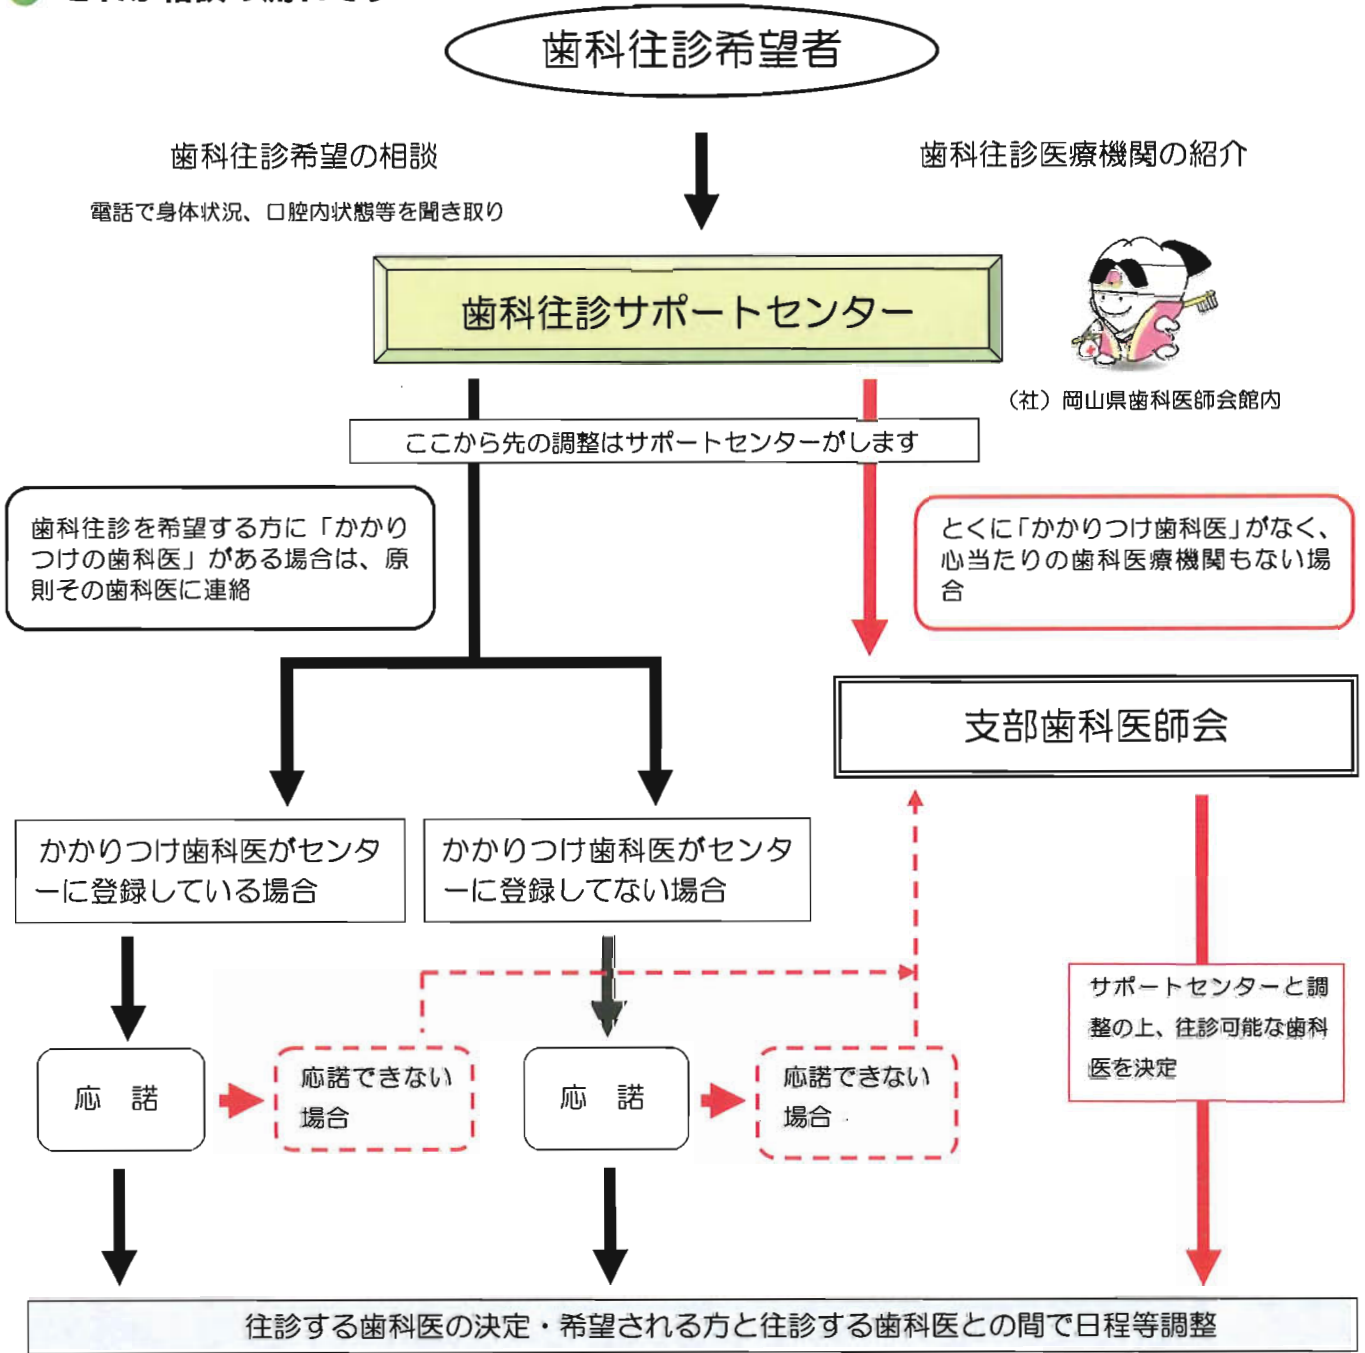 歯科往診希望者
歯科往診希望の相談
歯科往診医療機関の紹介
電話で身体状況、口腔内状態等を聞き取り
歯科往診サポートセンター
（社）岡山県歯科医師会館内
ここから先の調整はサポートセンターがします
歯科往診を希望する方に「かかり
つけの歯科医」がある場合は、原
則その歯科医に連絡
とくに「かかりつけ歯科医」がなく、
心当たりの歯科医療機関もない場
合
支部歯科医師会
かかりつけ歯科医がセンタ
ーに登録している場合
かかりつけ歯科医がセンタ
ーに登録してない場合
サポートセンターと調
整の上、往診可能な歯科
医を決定
応　諾
応諾できない
場合
応　諾
応諾できない
場合
往診する歯科医の決定・希望される方と往診する歯科医との間で日程等調整